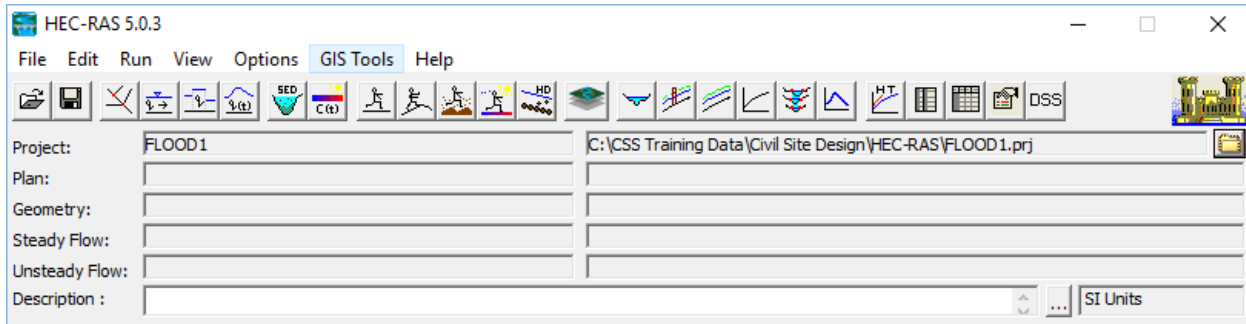 HEC-RAS 5.0.3
File Edit Run View Options GIS Tools Help
SED C(t) HD HT DSS
Project: FLOOD1 C:\CSS Training Data\Civil Site Design\HEC-RAS\FLOOD1.prj
Plan:
Geometry:
Steady Flow:
Unsteady Flow:
Description : ... SI Units